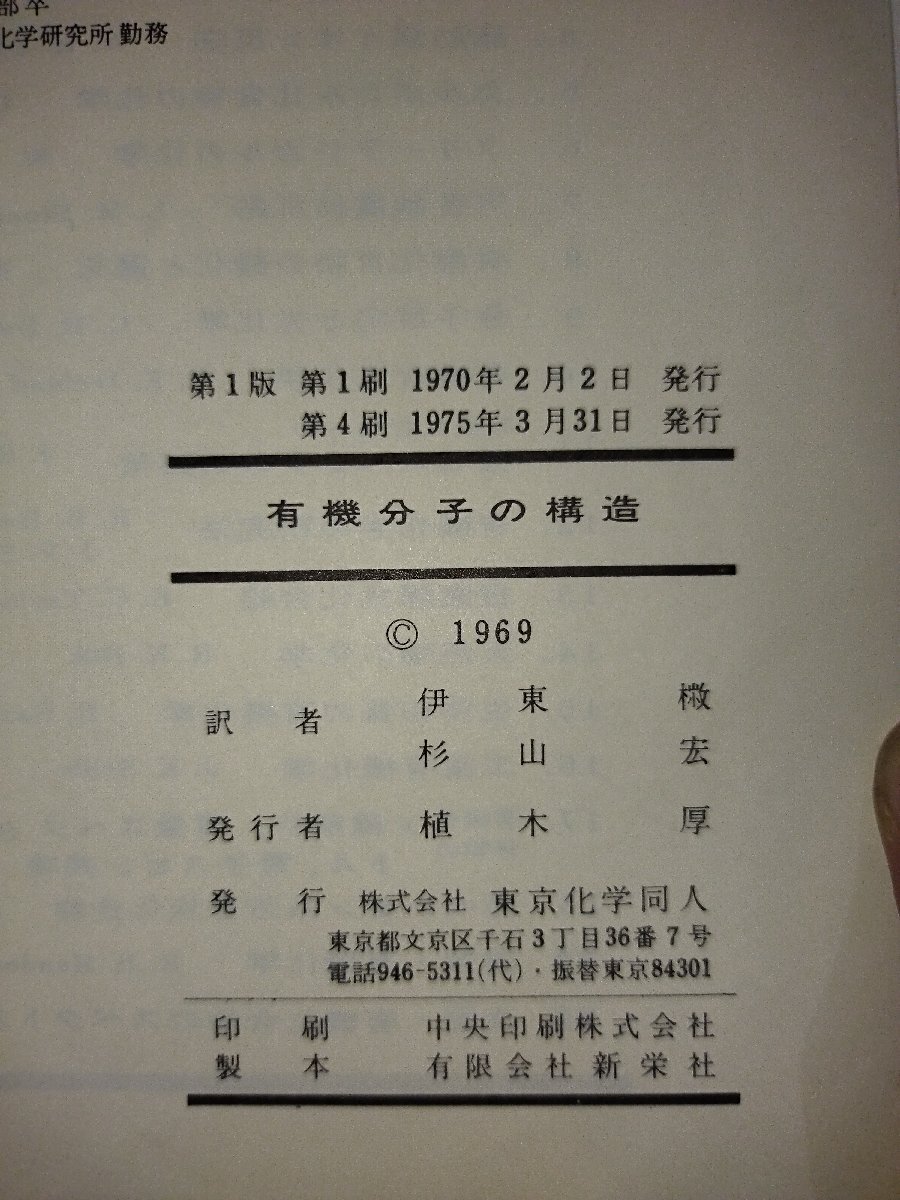 部卒
化学研究所 勤務
第1版 第1刷 1970年2月2日 発行
第4刷 1975年3月31日 発行
有機分子の構造
© 1969
訳者 伊東 椒
杉山 宏
発行者 植木 厚
発行 株式会社 東京化学同人
東京都文京区千石3丁目36番7号
電話946-5311(代)・振替東京84301
印刷 中央印刷株式会社
製本 有限会社新栄社